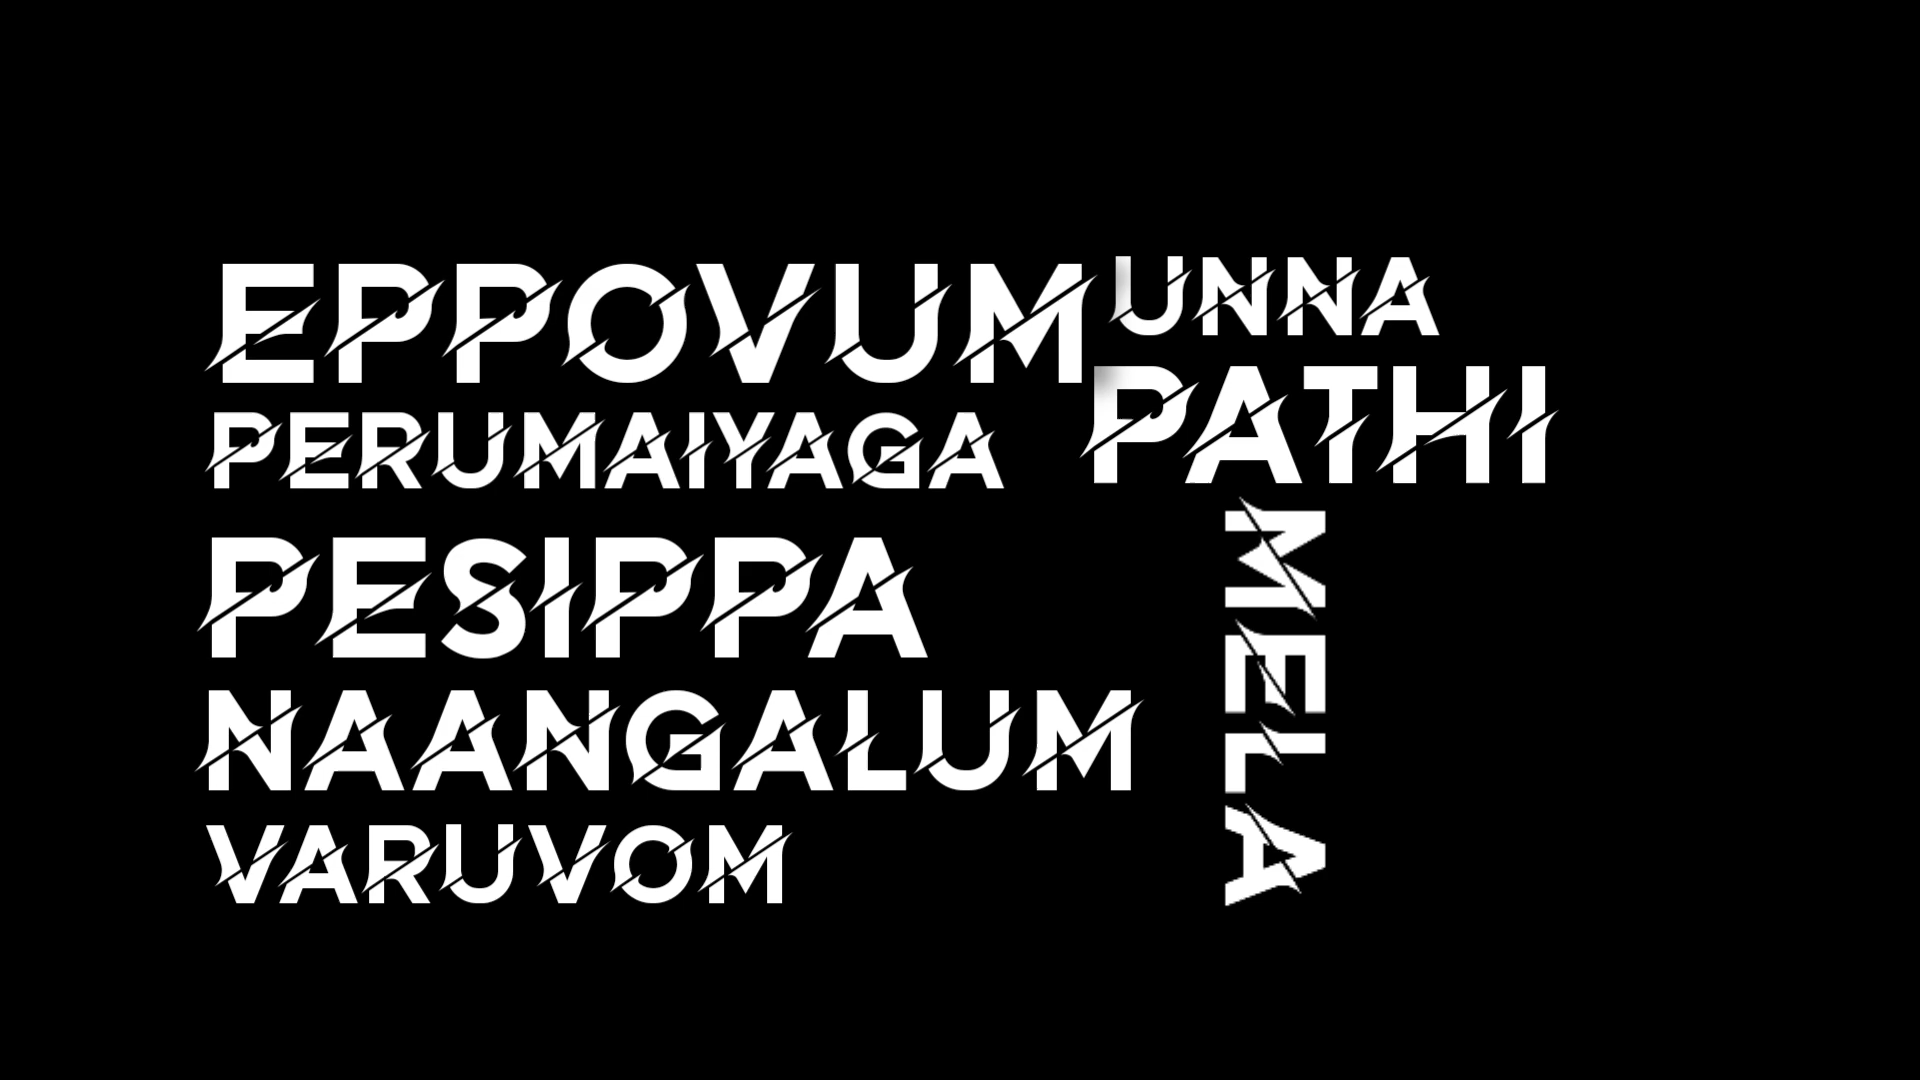 EPPOVUM
UNNA
PATHI
PERUMAIYAGA
PESIPPA
NAANGALUM
VARUVOM
MELA